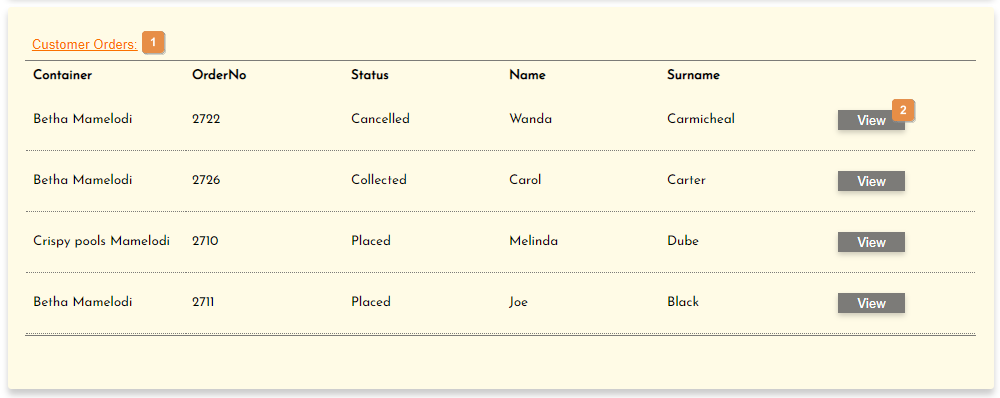 Customer Orders: 1
Container OrderNo Status Name Surname
Betha Mamelodi 2722 Cancelled Wanda Carmicheal View 2
Betha Mamelodi 2726 Collected Carol Carter View
Crispy pools Mamelodi 2710 Placed Melinda Dube View
Betha Mamelodi 2711 Placed Joe Black View